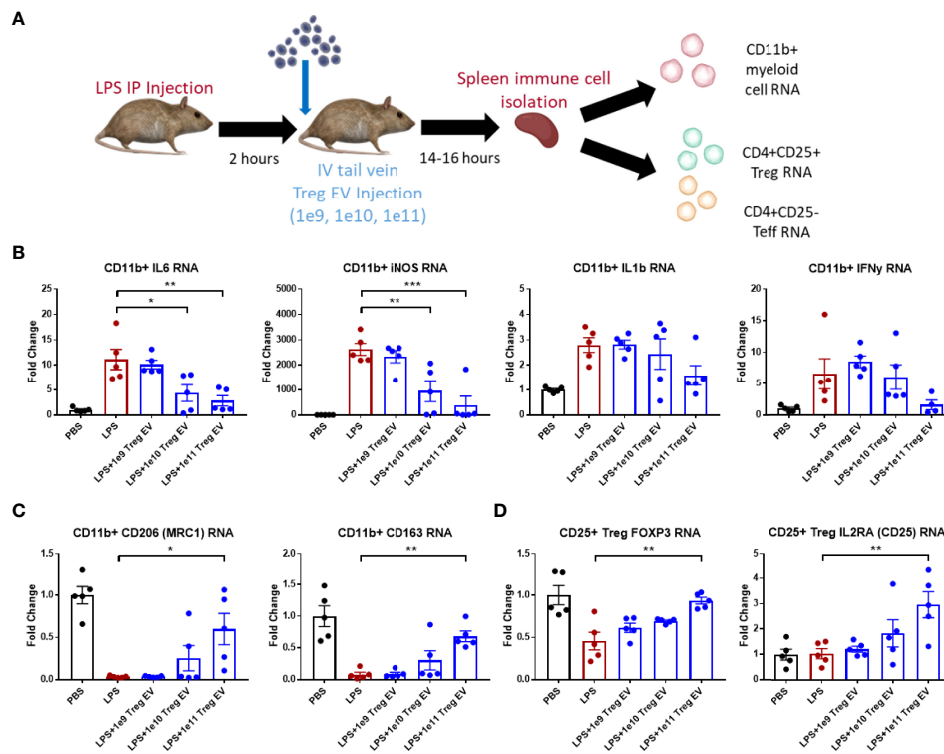 A
LPS IP Injection
2 hours
IV tail vein
Treg EV Injection
(1e9, 1e10, 1e11)
14-16 hours
Spleen immune cell
isolation
CD11b+
myeloid
cell RNA
CD4+CD25+
Treg RNA
CD4+CD25-
Teff RNA
B
CD11b+ IL6 RNA
Fold Change
25
20
15
10
5
0
**
*
PBS
LPS
LPS+1e9 Treg EV
LPS+1e10 Treg EV
LPS+1e11 Treg EV
CD11b+ iNOS RNA
Fold Change
5000
4000
3000
2000
1000
0
***
**
PBS
LPS
LPS+1e9 Treg EV
LPS+1e10 Treg EV
LPS+1e11 Treg EV
CD11b+ IL1b RNA
Fold Change
5
4
3
2
1
0
PBS
LPS
LPS+1e9 Treg EV
LPS+1e10 Treg EV
LPS+1e11 Treg EV
CD11b+ IFNy RNA
Fold Change
20
15
10
5
0
PBS
LPS
LPS+1e9 Treg EV
LPS+1e10 Treg EV
LPS+1e11 Treg EV
C
CD11b+ CD206 (MRC1) RNA
Fold Change
1.5
1.0
0.5
0.0
*
PBS
LPS
LPS+1e9 Treg EV
LPS+1e10 Treg EV
LPS+1e11 Treg EV
CD11b+ CD163 RNA
Fold Change
2.0
1.5
1.0
0.5
0.0
**
PBS
LPS
LPS+1e9 Treg EV
LPS+1e10 Treg EV
LPS+1e11 Treg EV
D
CD25+ Treg FOXP3 RNA
Fold Change
1.5
1.0
0.5
0.0
**
PBS
LPS
LPS+1e9 Treg EV
LPS+1e10 Treg EV
LPS+1e11 Treg EV
CD25+ Treg IL2RA (CD25) RNA
Fold Change
5
4
3
2
1
0
**
PBS
LPS
LPS+1e9 Treg EV
LPS+1e10 Treg EV
LPS+1e11 Treg EV